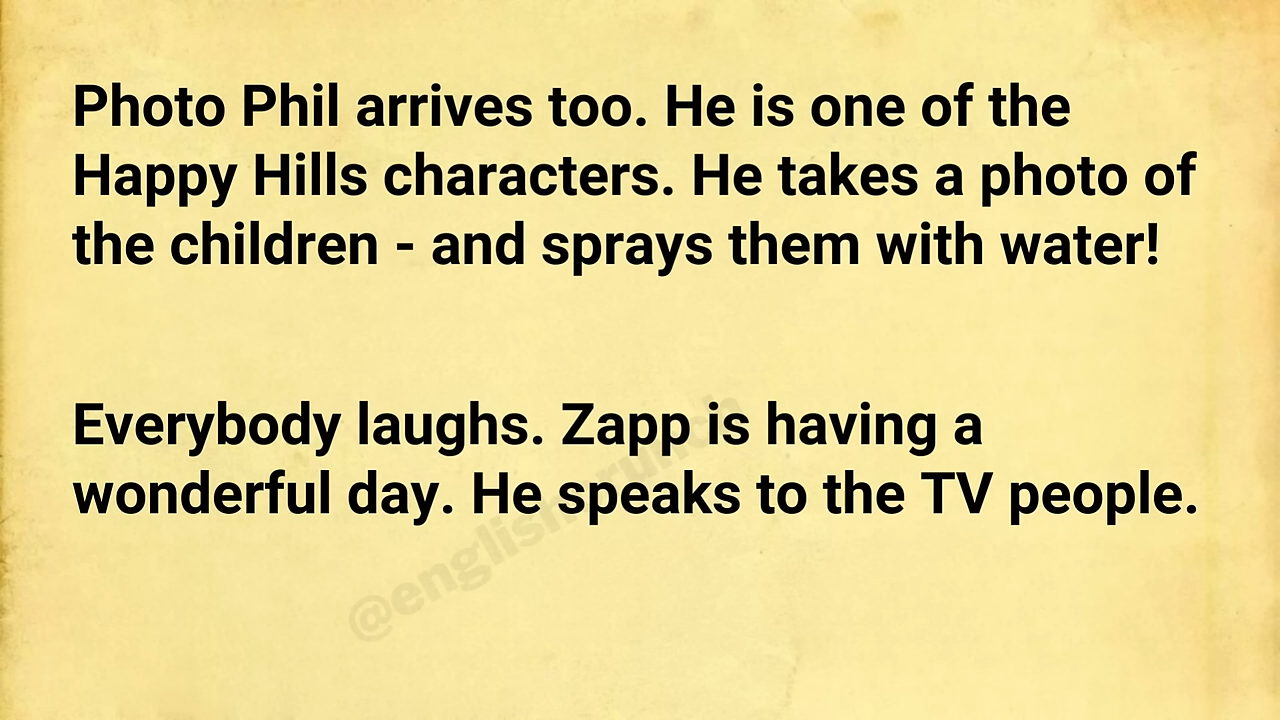 Photo Phil arrives too. He is one of the
Happy Hills characters. He takes a photo of
the children - and sprays them with water!
Everybody laughs. Zapp is having a
wonderful day. He speaks to the TV people.